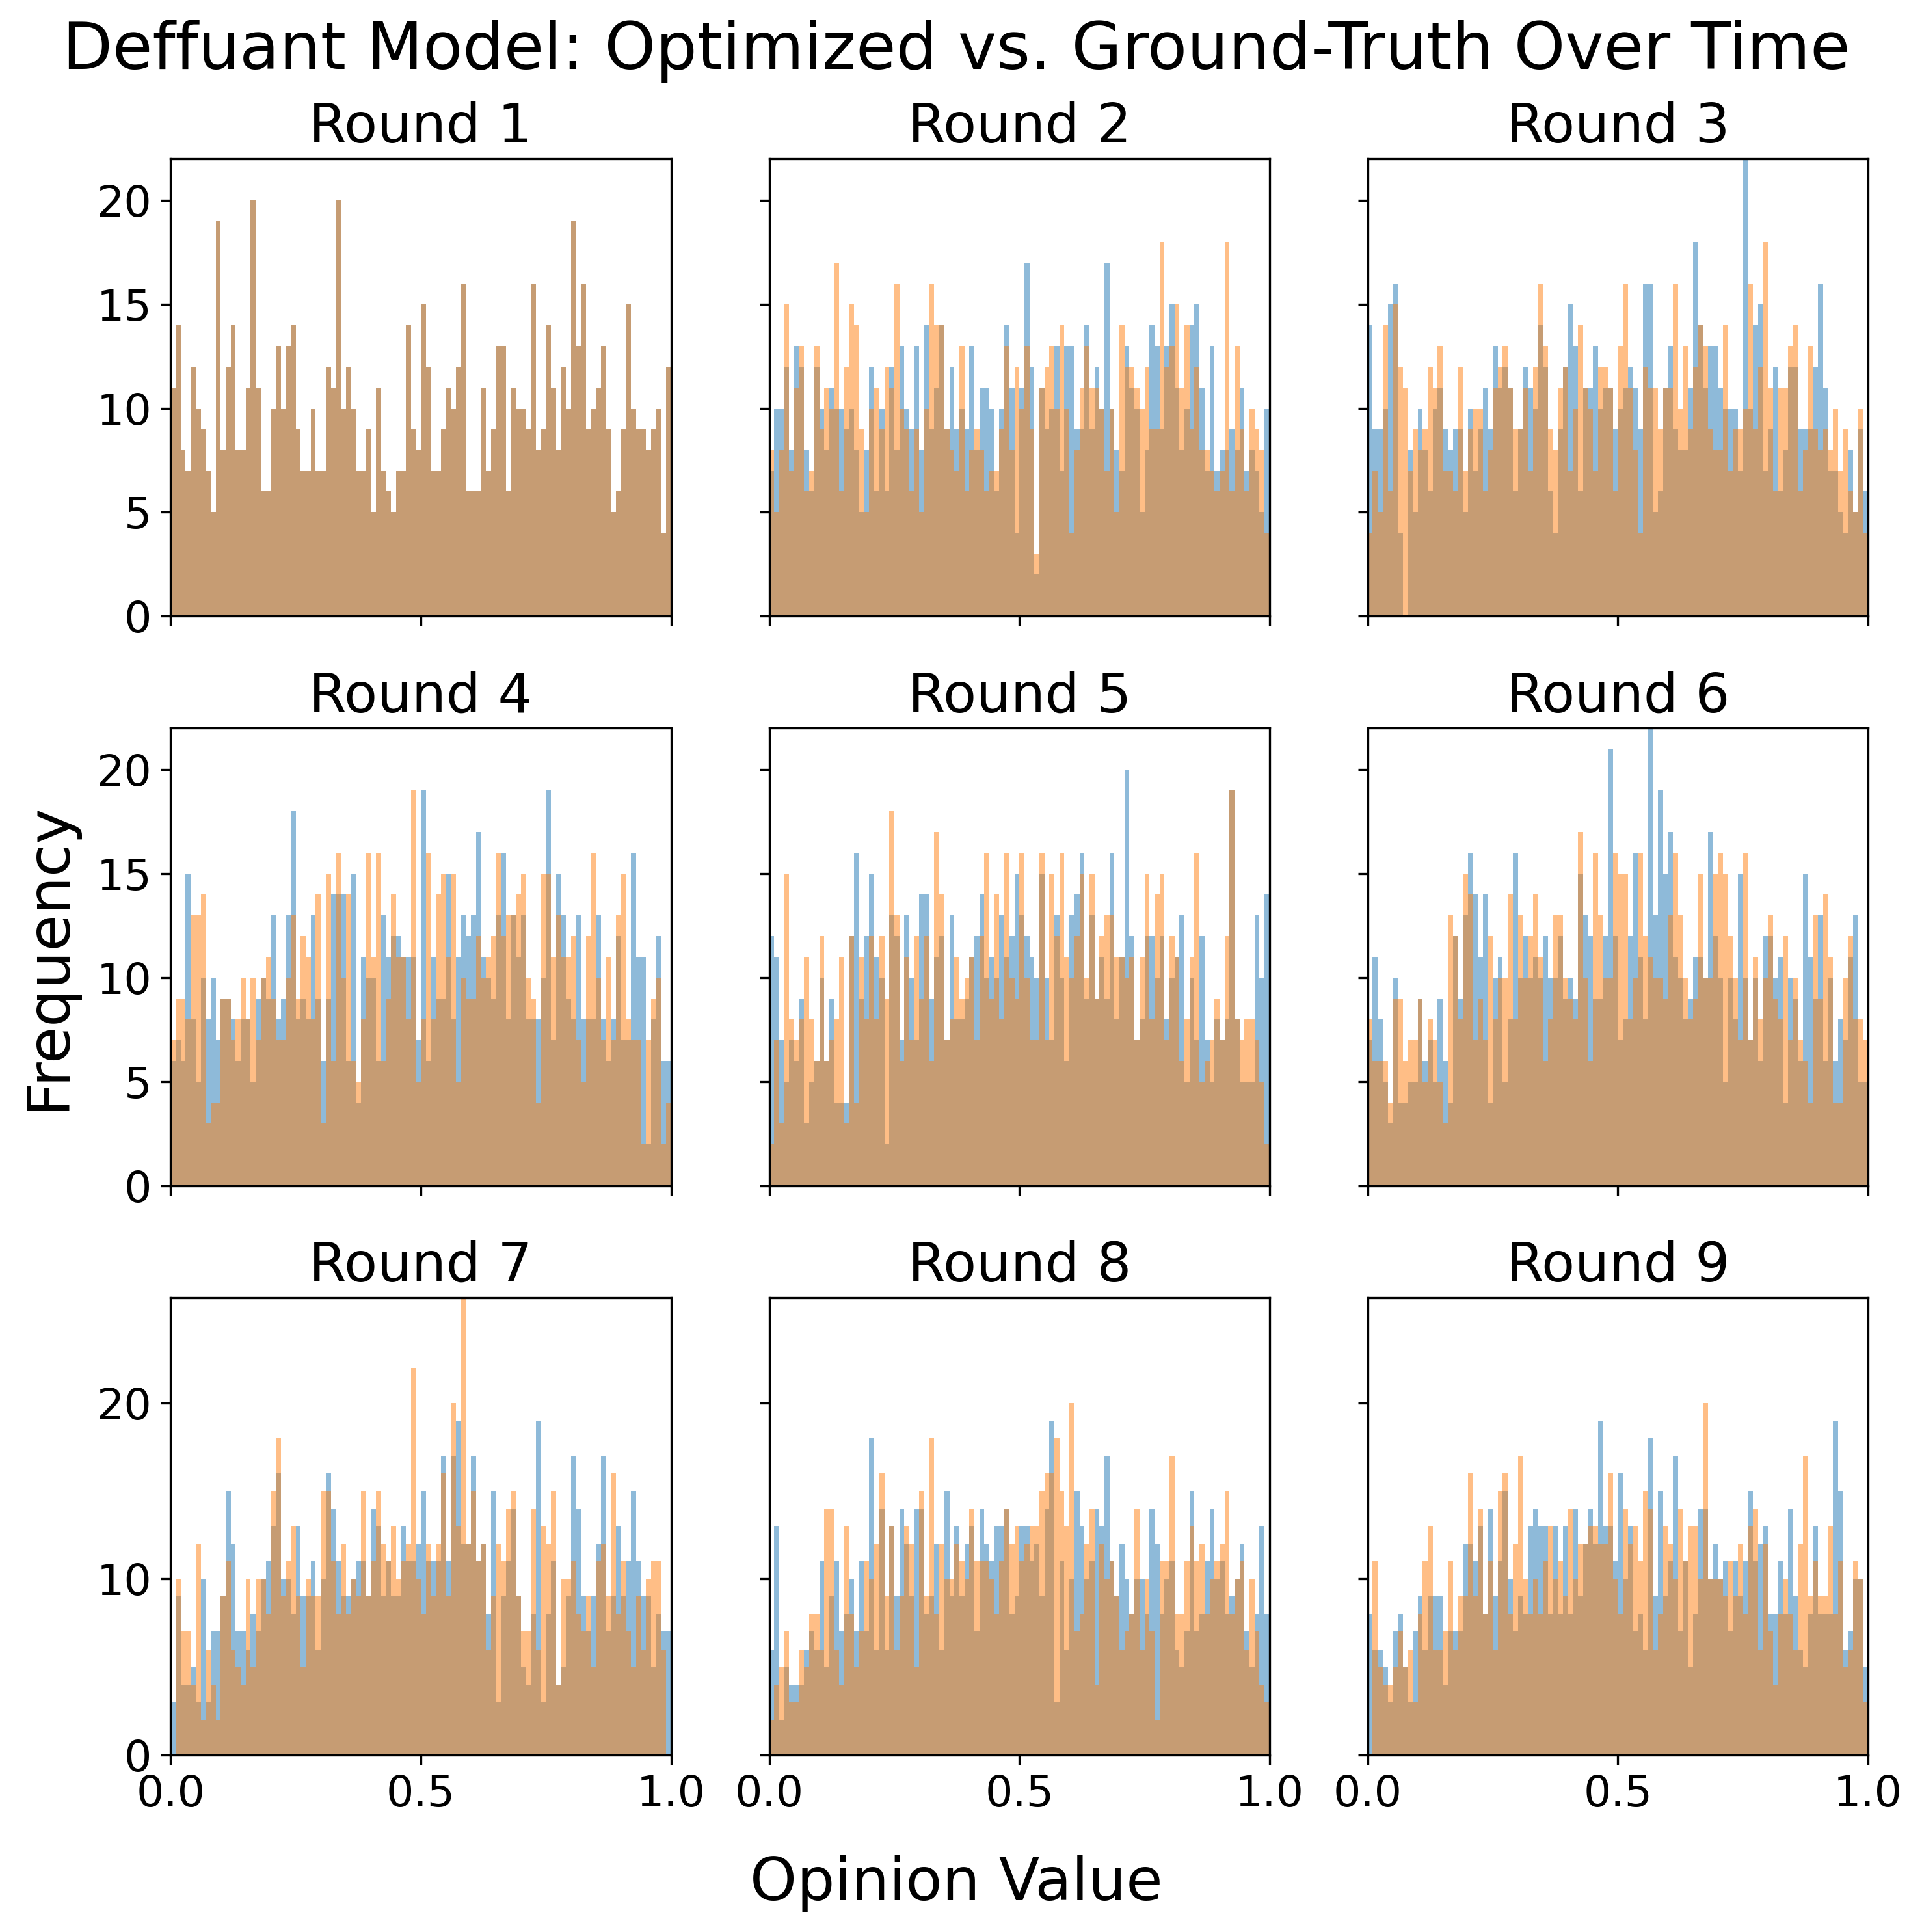 Deffuant Model: Optimized vs. Ground-Truth Over Time
Round 1
Round 2
Round 3
20
15
10
5
0
Round 4
Round 5
Round 6
20
15
10
5
0
Frequency
Round 7
Round 8
Round 9
20
10
0
0.0 0.5 1.0 0.0 0.5 1.0 0.0 0.5 1.0
Opinion Value